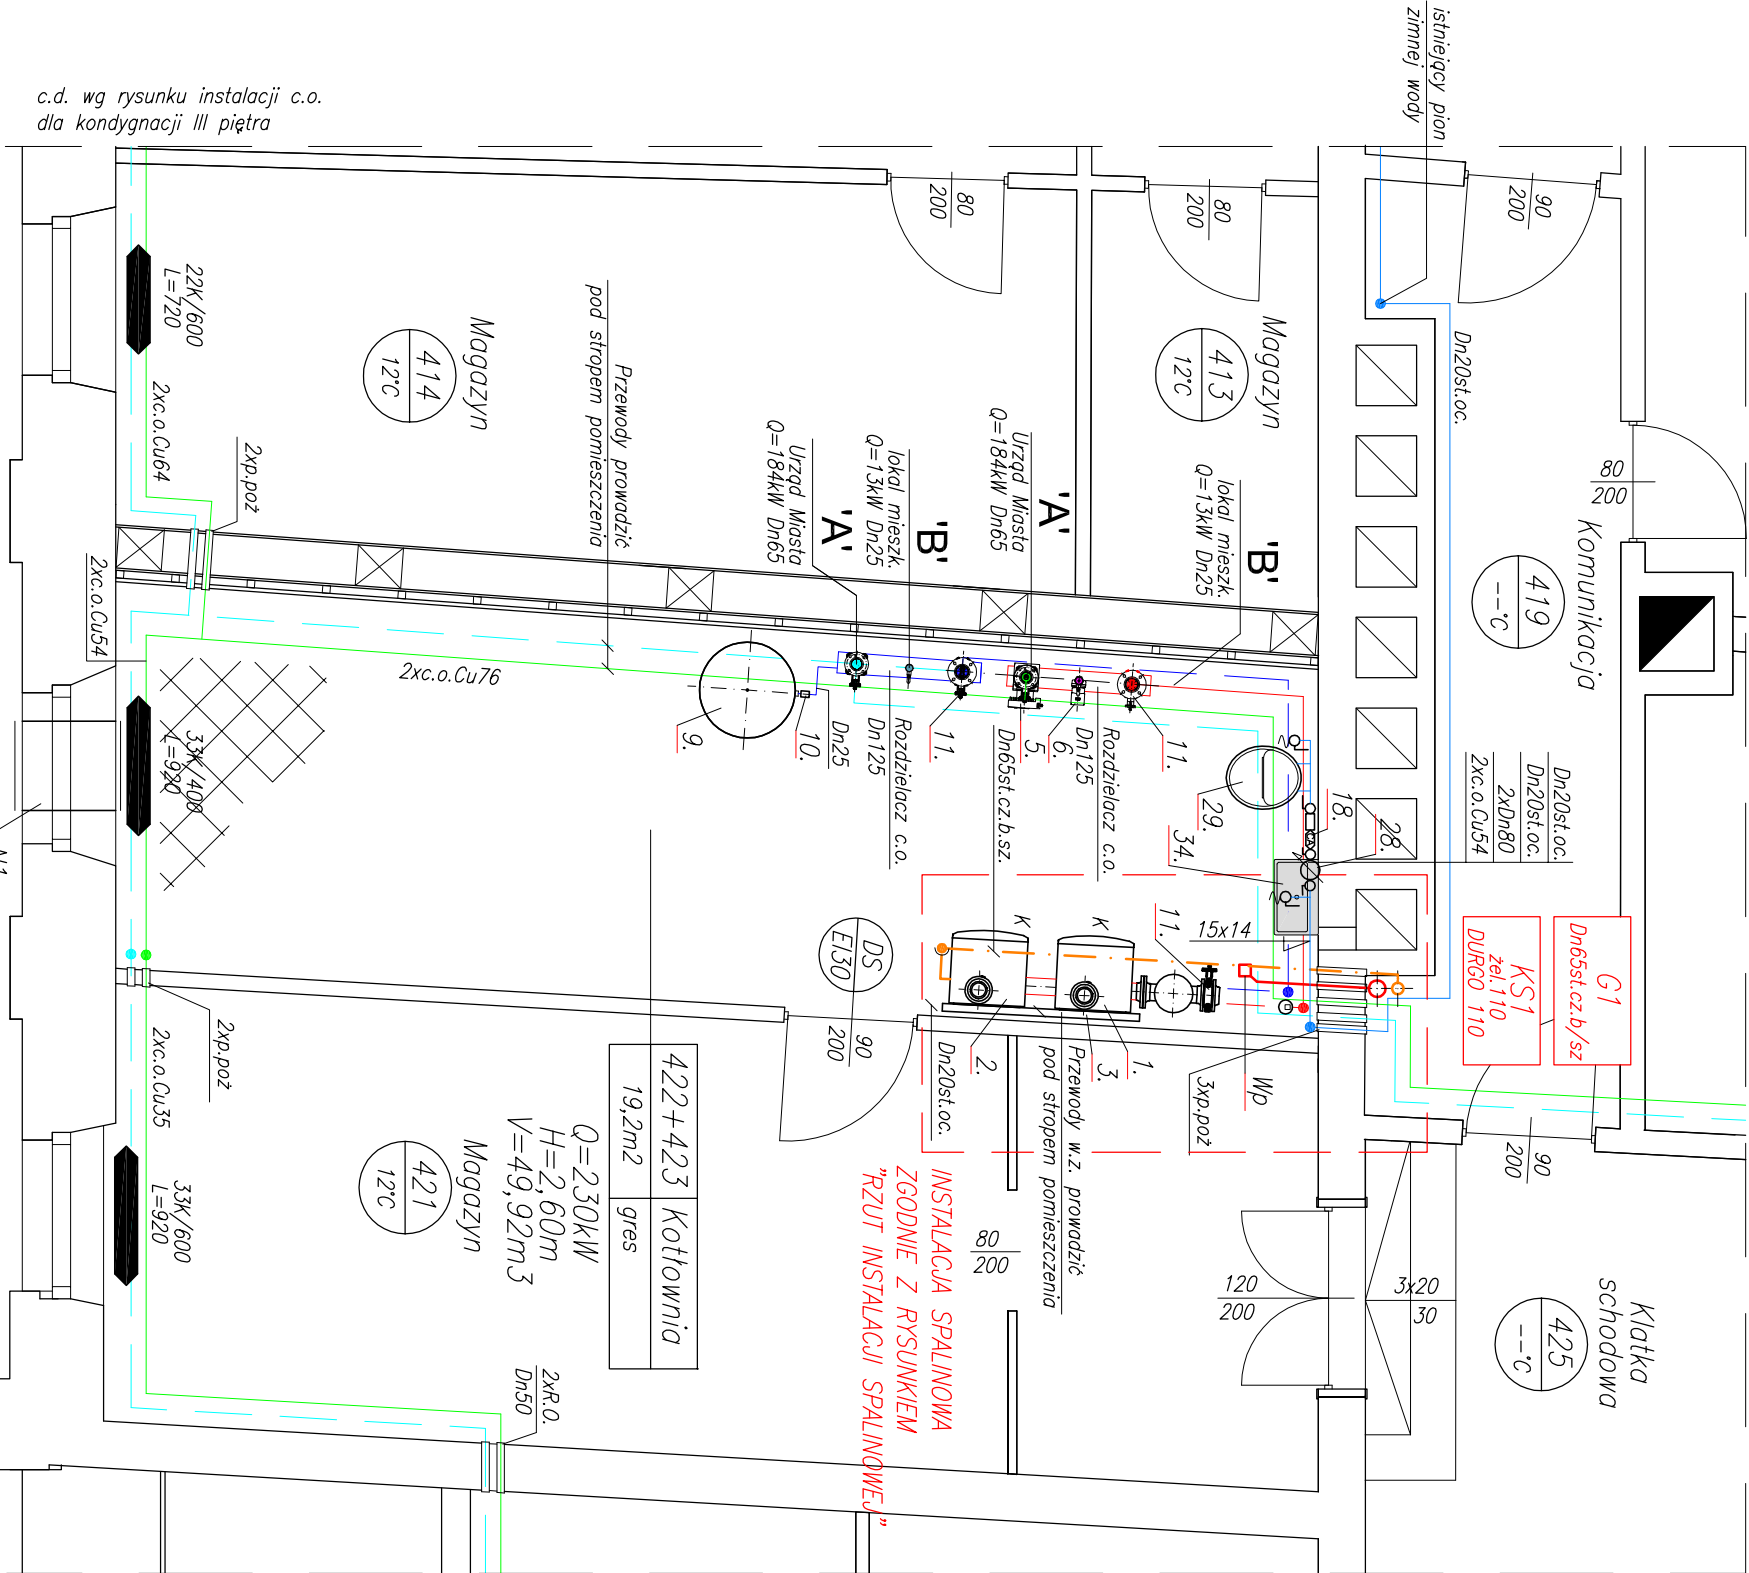 c.d. wg rysunku instalacji c.o.
dla kondygnacji III piętra
istniejący pion
zimnej wody
80
200
80
200
90
200
Dn20st.oc.
80
200
Komunikacja
419
--°C
Magazyn
413
12°C
Magazyn
414
12°C
22K/600
L=720
2xc.o.Cu64
2xp.poż
2xc.o.Cu54
Przewody prowadzić
pod stropem pomieszczenia
Urząd Miasta
Q=184kW Dn65
'A'
lokal mieszk.
Q=13kW Dn25
'B'
Urząd Miasta
Q=184kW Dn65
'A'
lokal mieszk.
Q=13kW Dn25
'B'
2xc.o.Cu76
33K/400
L=920
9.
10.
Dn25
Rozdzielacz c.o.
Dn125
11.
Dn65st.cz.b.sz.
5.
6.
Rozdzielacz c.o.
Dn125
11.
29.
34.
18.
28.
Dn20st.oc.
Dn20st.oc.
2xDn80
2xc.o.Cu54
G1
Dn65st.cz.b/sz
KS1
żel.110
DURGO 110
15x14
11.
K
K
DS
EI30
90
200
Dn20st.oc.
2.
3.
1.
Przewody w.z. prowadzić
pod stropem pomieszczenia
Wp
3xp.poż
90
200
2xp.poż
2xc.o.Cu35
422+423
Kotłownia
19,2m2
gres
Q=230kW
H=2,60m
V=49,92m3
Magazyn
421
12°C
33K/600
L=920
INSTALACJA SPALINOWA
ZGODNIE Z RYSUNKIEM
"RZUT INSTALACJI SPALINOWEJ"
80
200
120
200
3x20
30
Klatka
schodowa
425
--°C
2xR.O.
Dn50